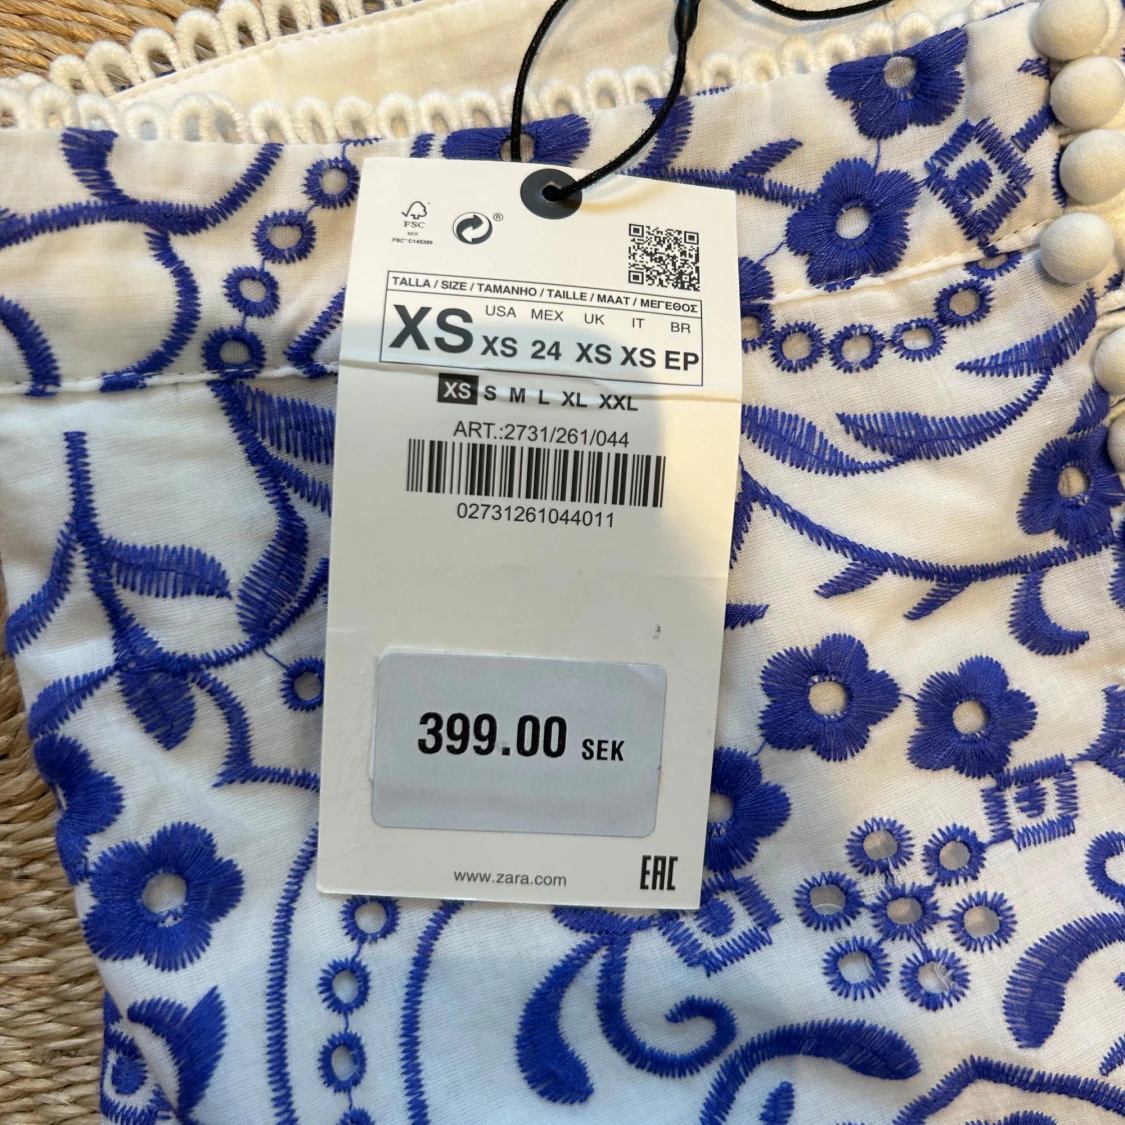 FSC
MIX
FSC™ C145389
®
TALLA / SIZE / TAMANHO / TAILLE / MAAT / ΜΕΓΕΘΟΣ
XS
USA MEX UK IT BR
XS 24 XS XS EP
XS S M L XL XXL
ART.:2731/261/044
02731261044011
399.00 SEK
www.zara.com
EAC